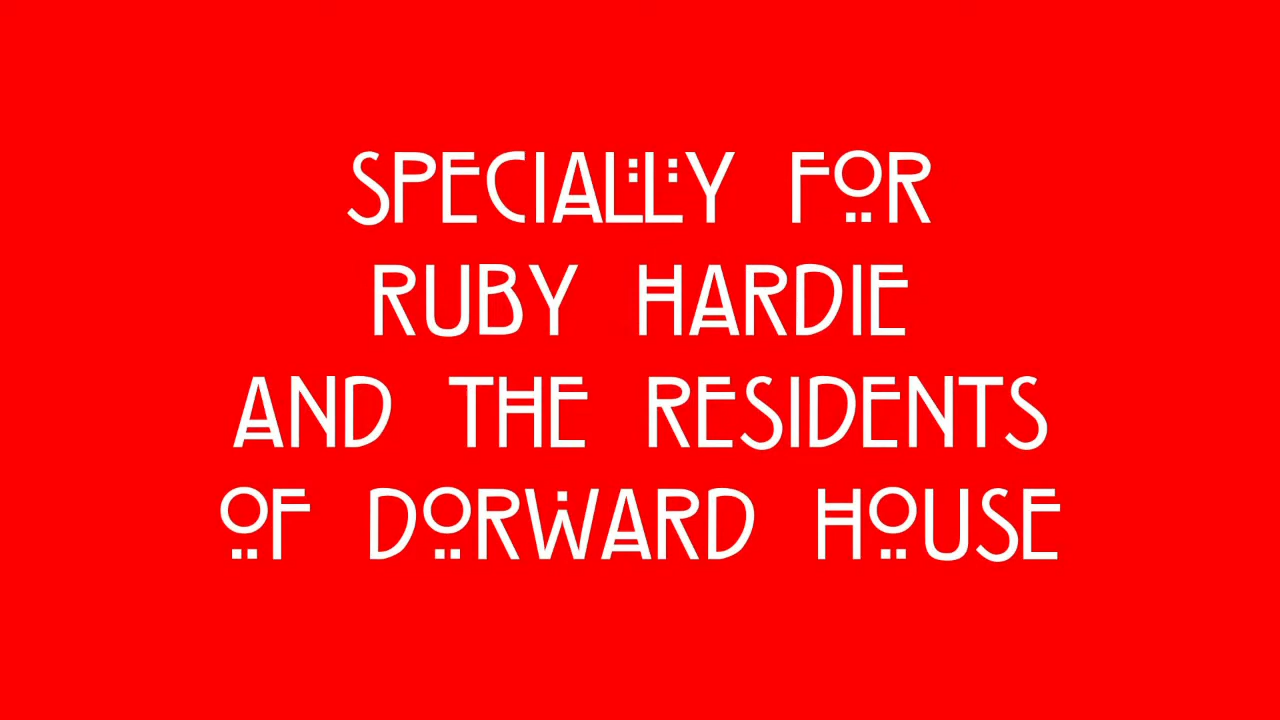 SPECIALLY FOR
RUBY HARDIE
AND THE RESIDENTS
OF DORWARD HOUSE